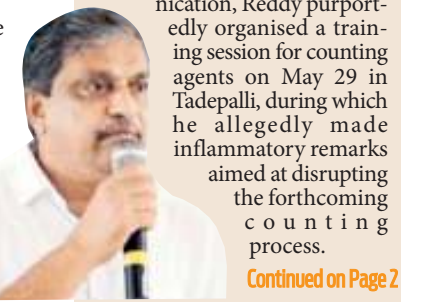 e
nication, Reddy purport-
edly organised a train-
ing session for counting
agents on May 29 in
Tadepalli, during which
he allegedly made
inflammatory remarks
aimed at disrupting
the forthcoming
counting
process.
Continued on Page 2